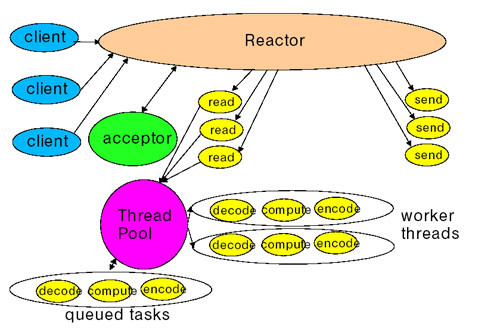 client
Reactor
client
read
send
read
send
client
acceptor
read
send
Thread
Pool
decode compute encode
worker
threads
decode compute encode
decode compute encode
queued tasks